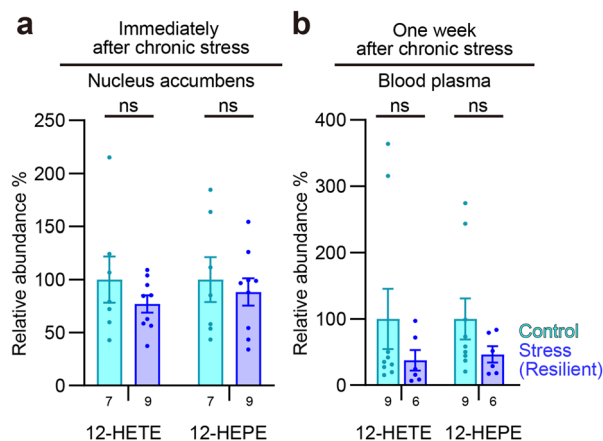 a
Immediately
after chronic stress
Nucleus accumbens
ns
ns
Relative abundance %
250
200
150
100
50
0
7
9
7
9
12-HETE
12-HEPE
b
One week
after chronic stress
Blood plasma
ns
ns
Relative abundance %
400
300
200
100
0
9
6
9
6
12-HETE
12-HEPE
Control
Stress
(Resilient)